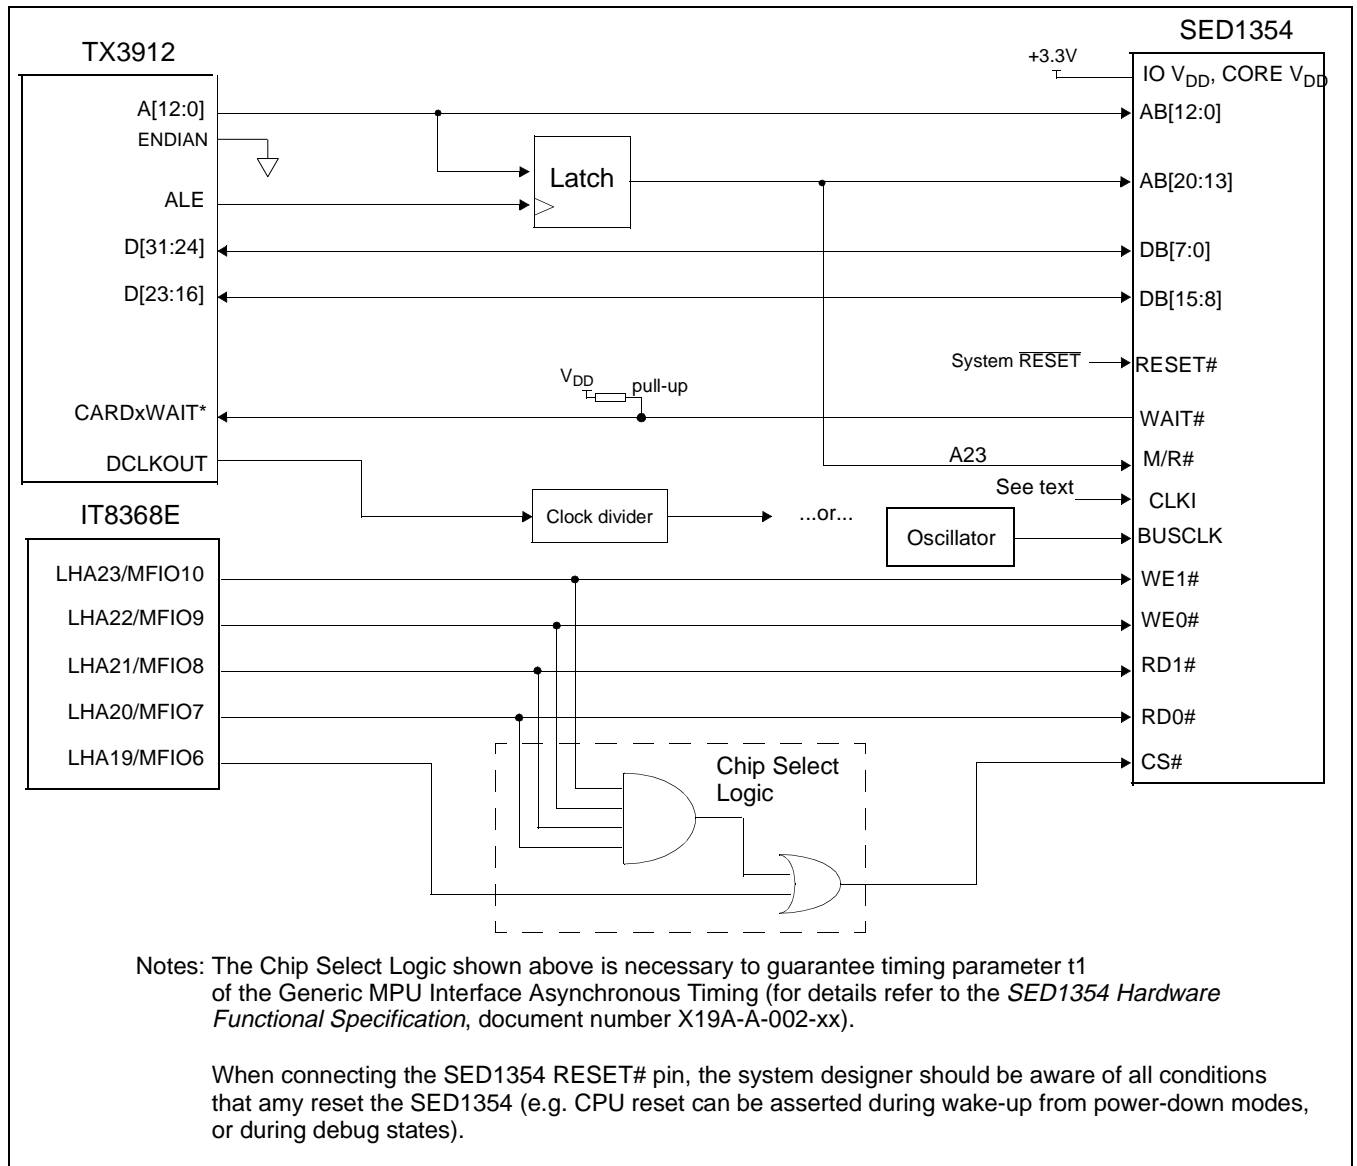 TX3912
SED1354
+3.3V
IO VDD, CORE VDD
A[12:0]
AB[12:0]
ENDIAN
Latch
ALE
AB[20:13]
D[31:24]
DB[7:0]
D[23:16]
DB[15:8]
System RESET
RESET#
VDD
pull-up
CARDxWAIT*
WAIT#
DCLKOUT
A23
M/R#
See text
CLKI
IT8368E
Clock divider
...or...
Oscillator
BUSCLK
LHA23/MFIO10
WE1#
LHA22/MFIO9
WE0#
LHA21/MFIO8
RD1#
LHA20/MFIO7
RD0#
LHA19/MFIO6
Chip Select
Logic
CS#
Notes: The Chip Select Logic shown above is necessary to guarantee timing parameter t1
of the Generic MPU Interface Asynchronous Timing (for details refer to the SED1354 Hardware
Functional Specification, document number X19A-A-002-xx).
When connecting the SED1354 RESET# pin, the system designer should be aware of all conditions
that amy reset the SED1354 (e.g. CPU reset can be asserted during wake-up from power-down modes,
or during debug states).